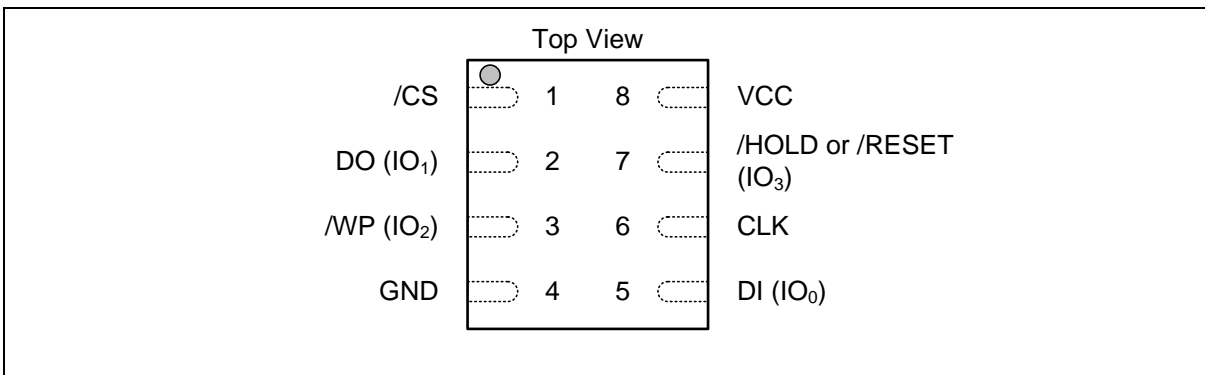 Top View
/CS 1 8 VCC
DO (IO₁) 2 7 /HOLD or /RESET
(IO₃)
/WP (IO₂) 3 6 CLK
GND 4 5 DI (IO₀)